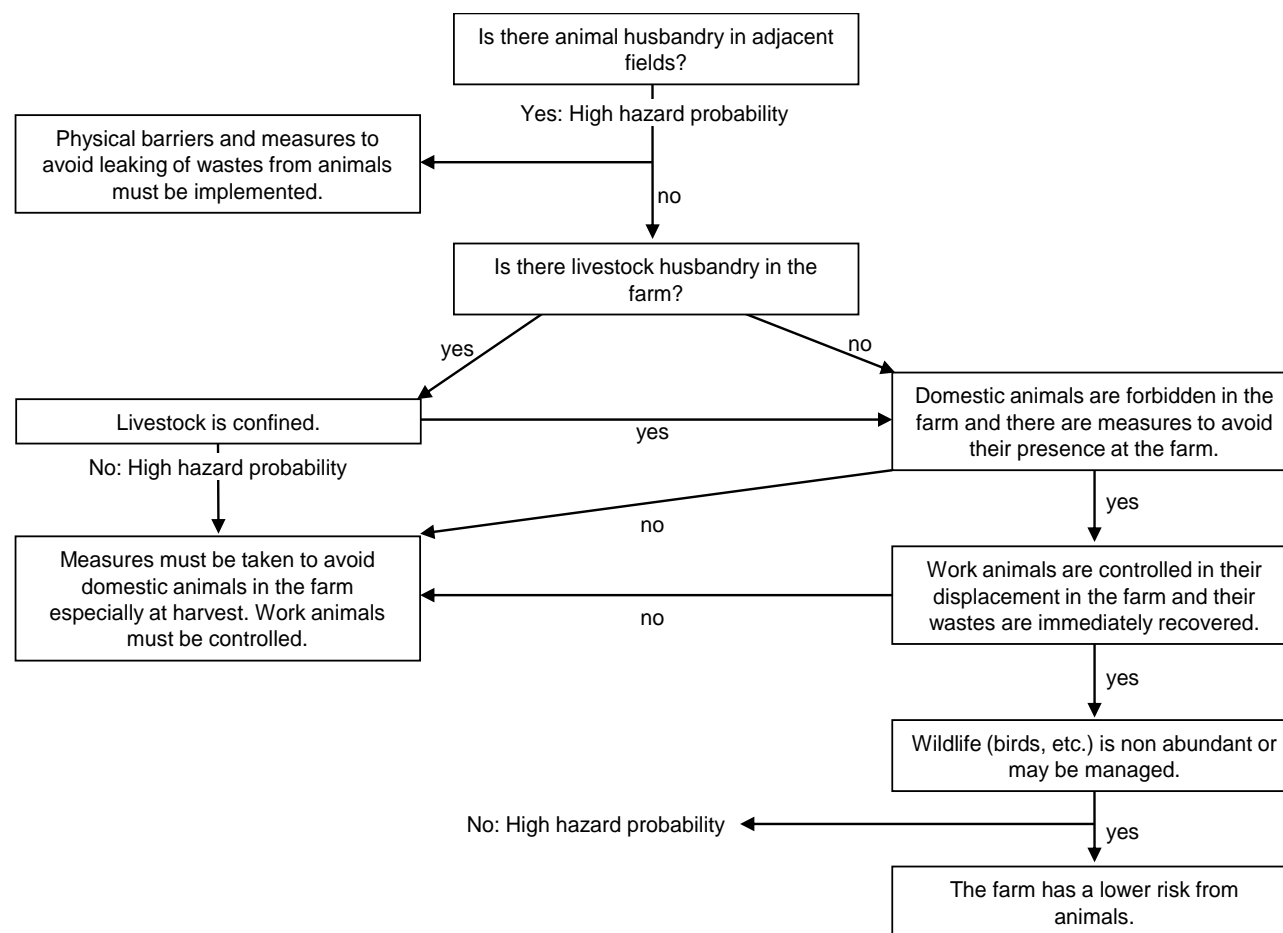 Is there animal husbandry in adjacent
fields?
Yes: High hazard probability
Physical barriers and measures to
avoid leaking of wastes from animals
must be implemented.
no
Is there livestock husbandry in the
farm?
yes
no
Livestock is confined.
yes
Domestic animals are forbidden in the
farm and there are measures to avoid
their presence at the farm.
No: High hazard probability
no
yes
Measures must be taken to avoid
domestic animals in the farm
especially at harvest. Work animals
must be controlled.
no
Work animals are controlled in their
displacement in the farm and their
wastes are immediately recovered.
yes
Wildlife (birds, etc.) is non abundant or
may be managed.
No: High hazard probability
yes
The farm has a lower risk from
animals.